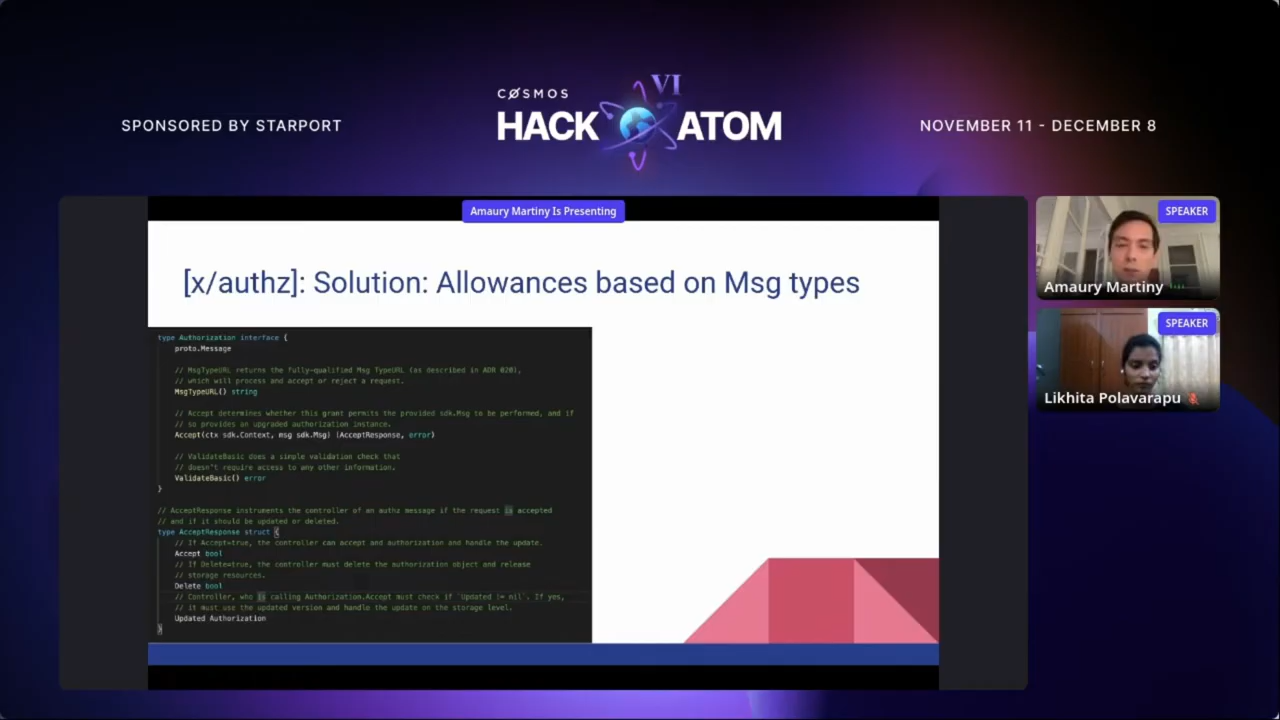 SPONSORED BY STARPORT
CØSMOS
VI
HACK ATOM
NOVEMBER 11 - DECEMBER 8
Amaury Martiny Is Presenting
[x/authz]: Solution: Allowances based on Msg types
type Authorization interface {
proto.Message
// MsgTypeURL returns the fully-qualified Msg TypeURL (as described in ADR 020),
// which will process and accept or reject a request.
MsgTypeURL() string
// Accept determines whether this grant permits the provided sdk.Msg to be performed, and if
// so provides an upgraded authorization instance.
Accept(ctx sdk.Context, msg sdk.Msg) (AcceptResponse, error)
// ValidateBasic does a simple validation check that
// doesn't require access to any other information.
ValidateBasic() error
}
// AcceptResponse instruments the controller of an authz message if the request is accepted
// and if it should be updated or deleted.
type AcceptResponse struct {
// If Accept=true, the controller can accept and authorization and handle the update.
Accept bool
// If Delete=true, the controller must delete the authorization object and release
// storage resources.
Delete bool
// Controller, who is calling Authorization.Accept must check if `Updated != nil`. If yes,
// it must use the updated version and handle the update on the storage level.
Updated Authorization
}
SPEAKER
Amaury Martiny
SPEAKER
Likhita Polavarapu